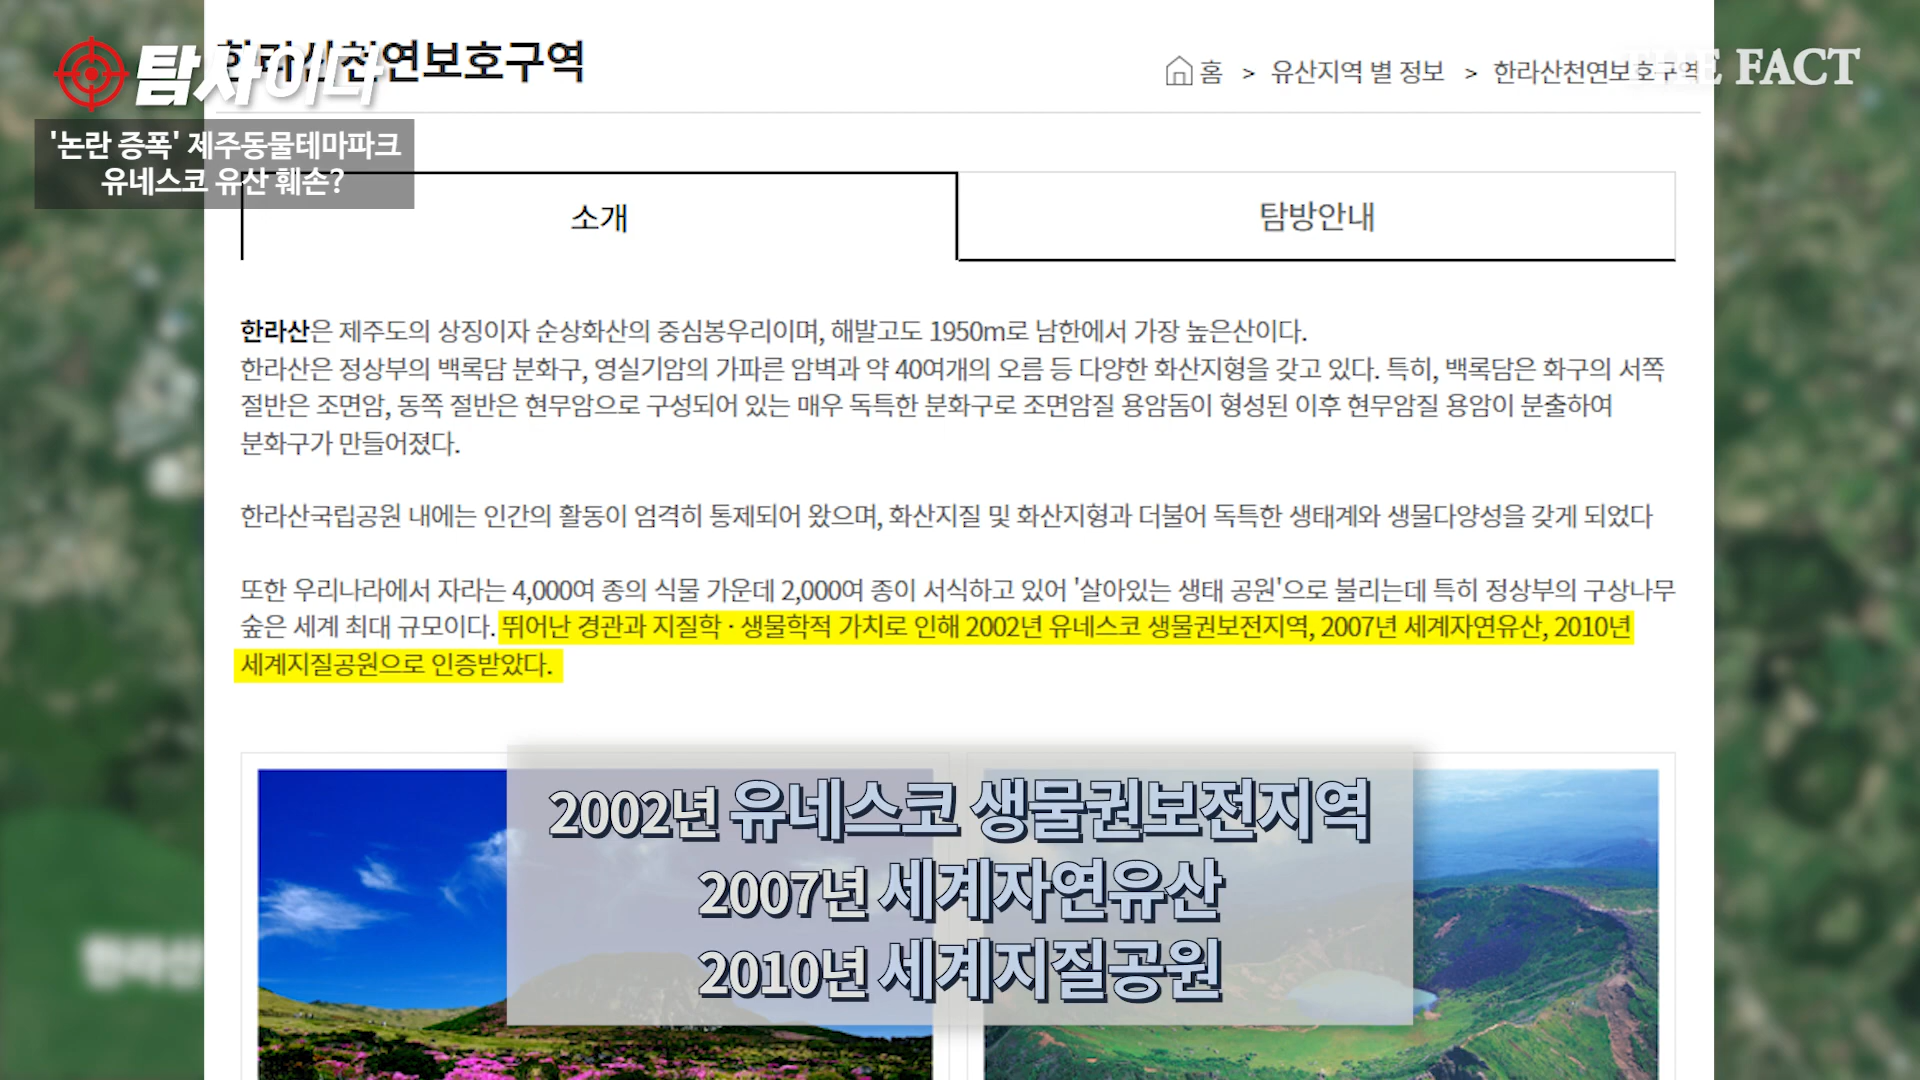 한라산천연보호구역
탐사이다
'논란 증폭' 제주동물테마파크
유네스코 유산 훼손?
홈 > 유산지역 별 정보 > 한라산천연보호구역
THE FACT
소개
탐방안내
한라산은 제주도의 상징이자 순상화산의 중심봉우리이며, 해발고도 1950m로 남한에서 가장 높은산이다.
한라산은 정상부의 백록담 분화구, 영실기암의 가파른 암벽과 약 40여개의 오름 등 다양한 화산지형을 갖고 있다. 특히, 백록담은 화구의 서쪽
절반은 조면암, 동쪽 절반은 현무암으로 구성되어 있는 매우 독특한 분화구로 조면암질 용암돔이 형성된 이후 현무암질 용암이 분출하여
분화구가 만들어졌다.
한라산국립공원 내에는 인간의 활동이 엄격히 통제되어 왔으며, 화산지질 및 화산지형과 더불어 독특한 생태계와 생물다양성을 갖게 되었다
또한 우리나라에서 자라는 4,000여 종의 식물 가운데 2,000여 종이 서식하고 있어 '살아있는 생태 공원'으로 불리는데 특히 정상부의 구상나무
숲은 세계 최대 규모이다. 뛰어난 경관과 지질학 · 생물학적 가치로 인해 2002년 유네스코 생물권보전지역, 2007년 세계자연유산, 2010년
세계지질공원으로 인증받았다.
2002년 유네스코 생물권보전지역
2007년 세계자연유산
2010년 세계지질공원
한라산